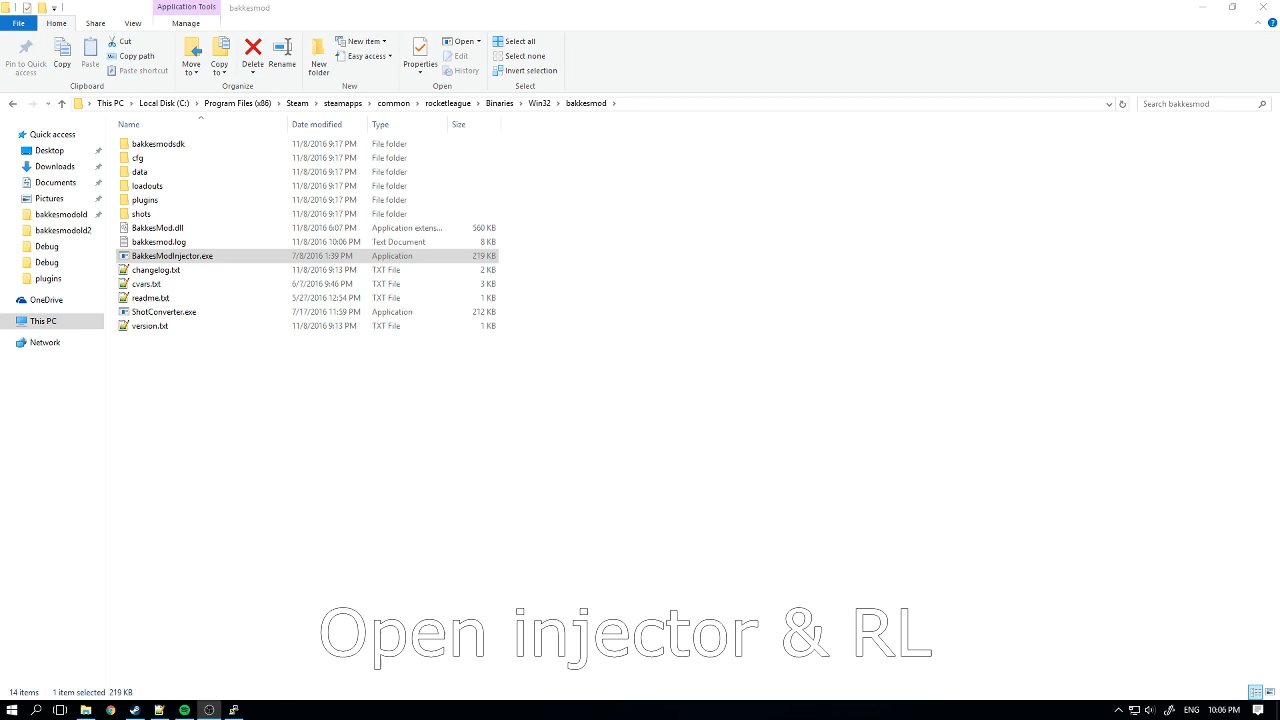 Application Tools
bakkesmod
File
Home
Share
View
Manage
Pin to Quick access
Copy
Paste
Cut
Copy path
Paste shortcut
Clipboard
Move to
Copy to
Delete
Rename
Organize
New folder
New item
Easy access
New
Properties
Open
Edit
History
Open
Select all
Select none
Invert selection
Select
This PC > Local Disk (C:) > Program Files (x86) > Steam > steamapps > common > rocketleague > Binaries > Win32 > bakkesmod >
Search bakkesmod
Name Date modified Type Size
Quick access
Desktop
Downloads
Documents
Pictures
bakkesmodold
bakkesmodold2
Debug
Debug
plugins
OneDrive
This PC
Network
bakkesmodsdk 11/8/2016 9:17 PM File folder
cfg 11/8/2016 9:17 PM File folder
data 11/8/2016 9:17 PM File folder
loadouts 11/8/2016 9:17 PM File folder
plugins 11/8/2016 9:17 PM File folder
shots 11/8/2016 9:17 PM File folder
BakkesMod.dll 11/8/2016 6:07 PM Application extens... 560 KB
bakkesmod.log 11/8/2016 10:06 PM Text Document 8 KB
BakkesModInjector.exe 7/8/2016 1:39 PM Application 219 KB
changelog.txt 11/8/2016 9:13 PM TXT File 2 KB
cvars.txt 6/7/2016 9:46 PM TXT File 3 KB
readme.txt 5/27/2016 12:54 PM TXT File 1 KB
ShotConverter.exe 7/17/2016 11:59 PM Application 212 KB
version.txt 11/8/2016 9:13 PM TXT File 1 KB
Open injector & RL
14 items 1 item selected 219 KB
ENG 10:06 PM